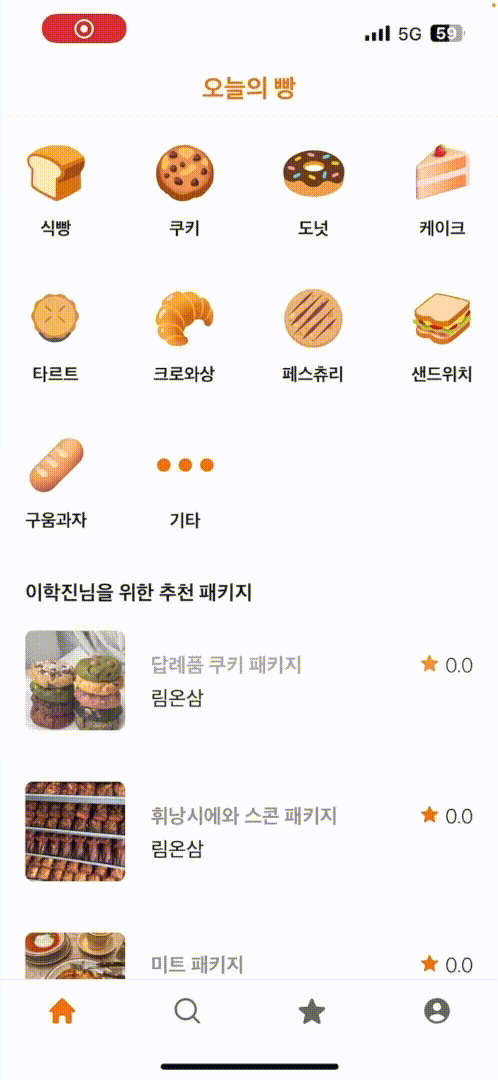 5G 59
오늘의 빵
식빵 쿠키 도넛 케이크
타르트 크로와상 페스츄리 샌드위치
구움과자 기타
이학진님을 위한 추천 패키지
답례품 쿠키 패키지 0.0
림온삼
휘낭시에와 스콘 패키지 0.0
림온삼
미트 패키지 0.0